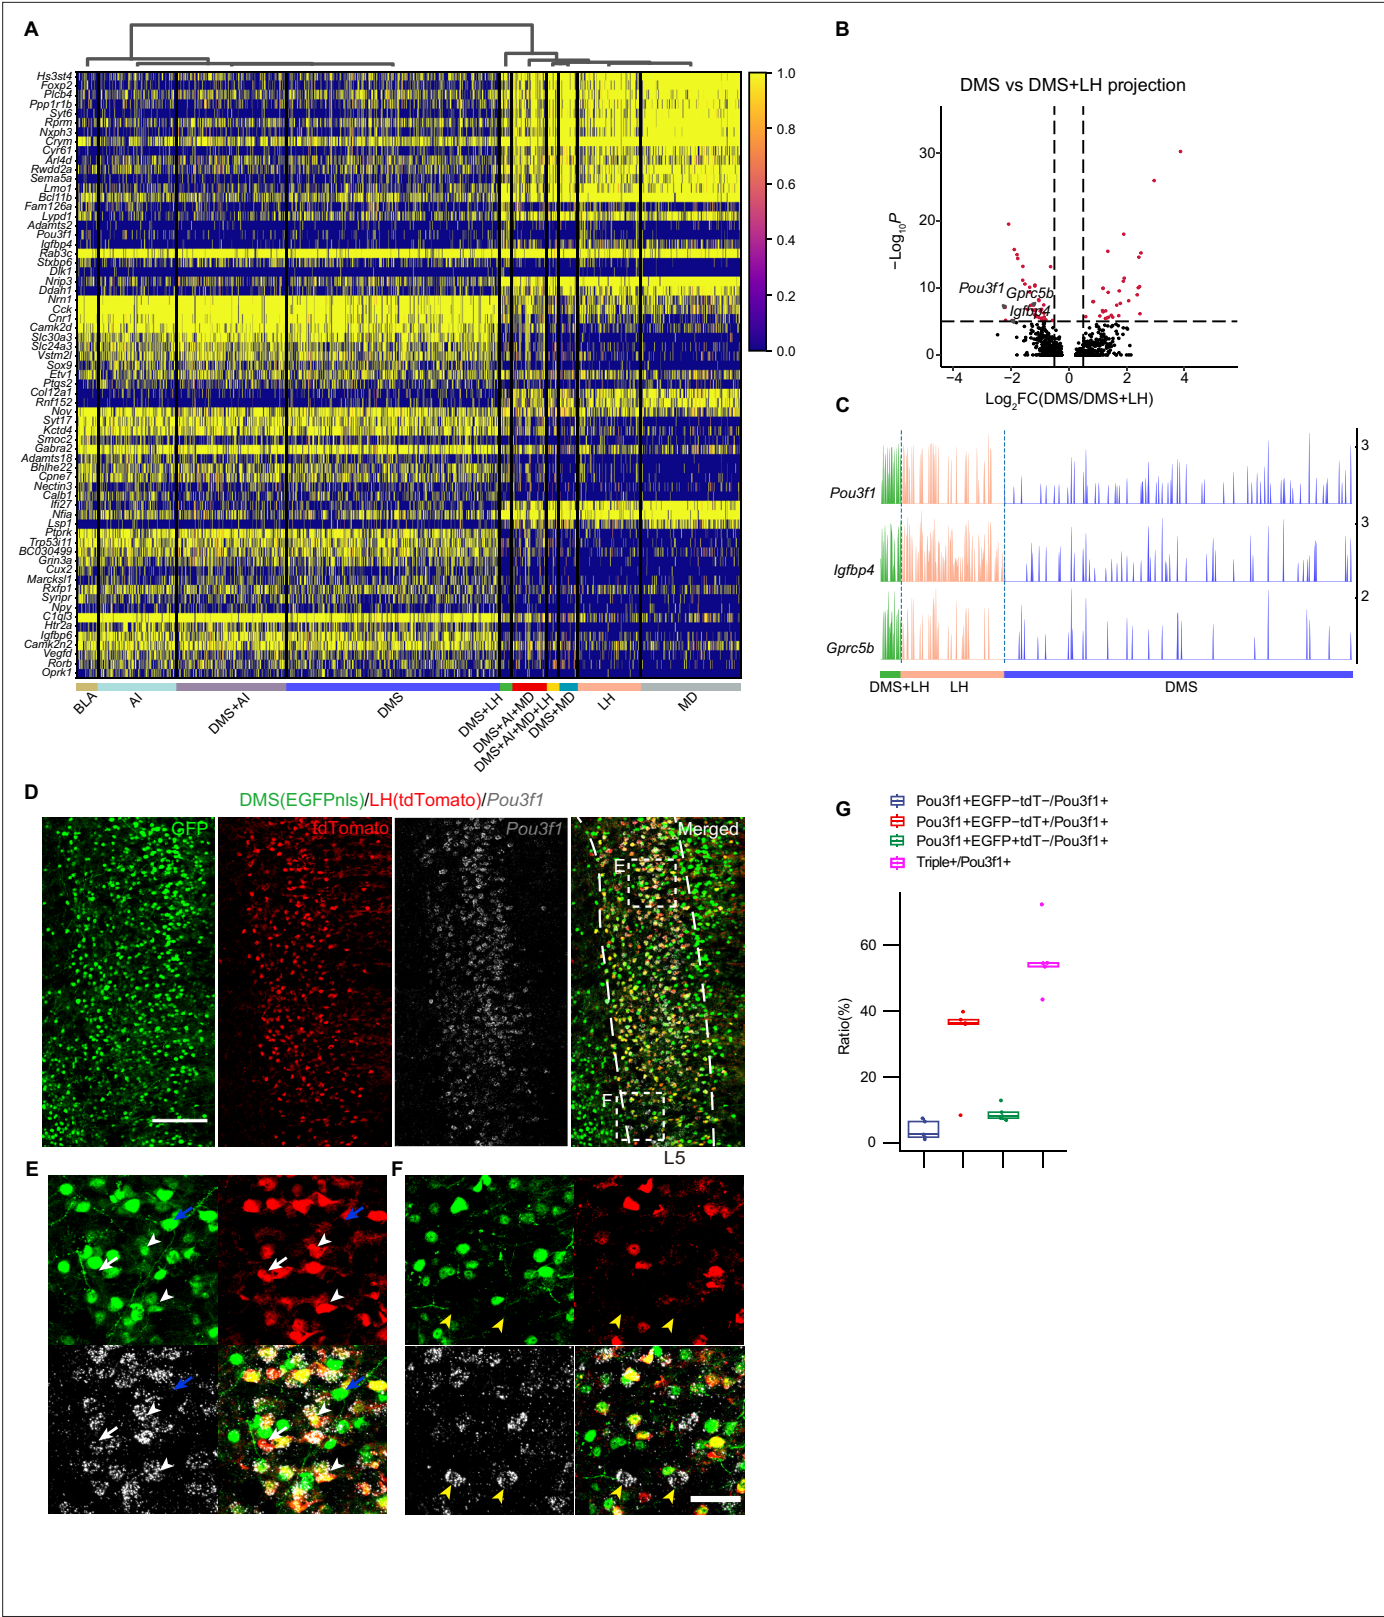 A
Hs3st4
Foxp2
Plcb4
Ppp1r1b
Syt6
Rprm
Nxph3
Crym
Cyr61
Arl4d
Rwdd2a
Sema5a
Lmo1
Bcl11b
Fam126a
Lypd1
Adamts2
Pou3f1
Igfbp4
Rab3c
Stxbp6
Dlk1
Nrip3
Ddah1
Nrn1
Cck
Cnr1
Camk2d
Slc30a3
Slc24a3
Vstm2l
Sox9
Etv1
Ptgs2
Col12a1
Rnf152
Nov
Syt17
Kctd4
Smoc2
Gabra2
Adamts18
Bhlhe22
Cpne7
Nectin3
Calb1
Ifi27
Nfia
Lsp1
Ptprk
Trp53i11
BC030499
Grin3a
Cux2
Marcksl1
Rxfp1
Synpr
Npy
C1ql3
Htr2a
Igfbp6
Camk2n2
Vegfd
Rorb
Oprk1
1.0
0.8
0.6
0.4
0.2
0.0
BLA
AI
DMS+AI
DMS
DMS+LH
DMS+AI+MD
DMS+AI+MD+LH
DMS+MD
LH
MD
B
DMS vs DMS+LH projection
−Log10P
30
20
10
0
Pou3f1
Gprc5b
Igfbp4
−4 −2 0 2 4
Log2FC(DMS/DMS+LH)
C
Pou3f1
3
Igfbp4
3
Gprc5b
2
DMS+LH LH DMS
D
DMS(EGFPnls)/LH(tdTomato)/Pou3f1
GFP
tdTomato
Pou3f1
Merged
E
F
L5
E
F
G
Pou3f1+EGFP−tdT−/Pou3f1+
Pou3f1+EGFP−tdT+/Pou3f1+
Pou3f1+EGFP+tdT−/Pou3f1+
Triple+/Pou3f1+
Ratio(%)
60
40
20
0